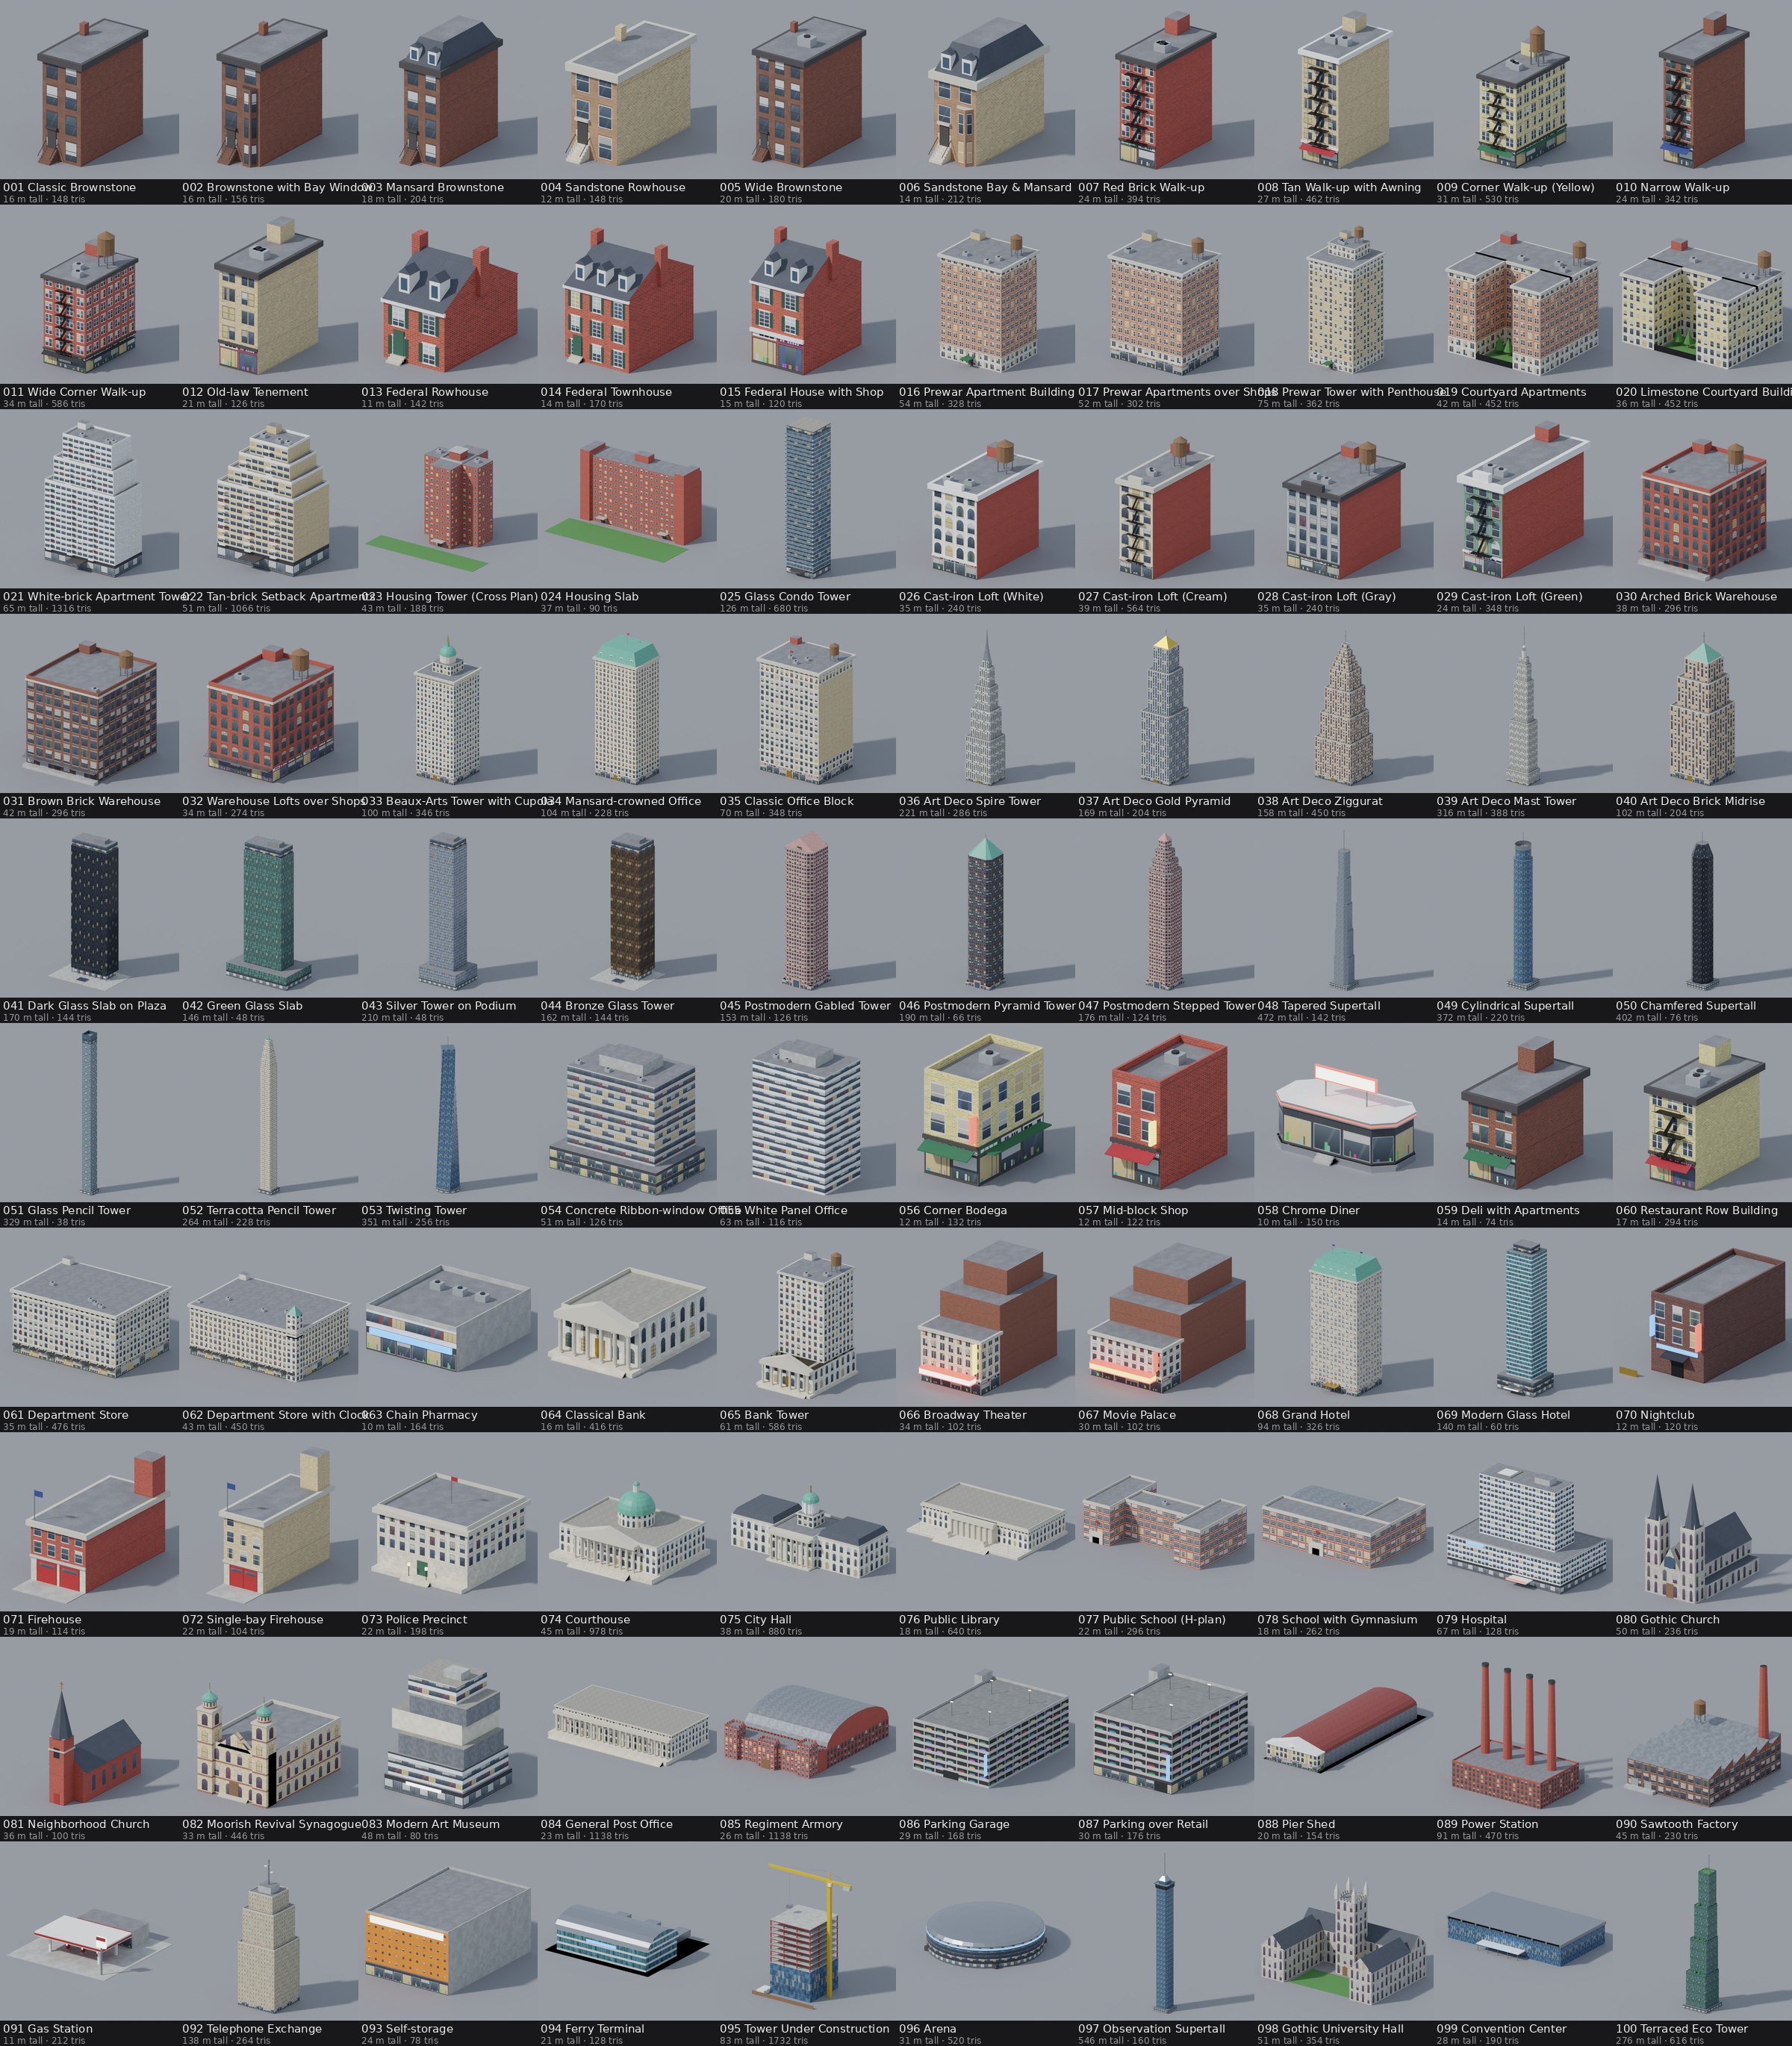 001 Classic Brownstone
16 m tall · 148 tris
002 Brownstone with Bay Window
16 m tall · 156 tris
003 Mansard Brownstone
18 m tall · 204 tris
004 Sandstone Rowhouse
12 m tall · 148 tris
005 Wide Brownstone
20 m tall · 180 tris
006 Sandstone Bay & Mansard
14 m tall · 212 tris
007 Red Brick Walk-up
24 m tall · 394 tris
008 Tan Walk-up with Awning
27 m tall · 462 tris
009 Corner Walk-up (Yellow)
31 m tall · 530 tris
010 Narrow Walk-up
24 m tall · 342 tris
011 Wide Corner Walk-up
34 m tall · 586 tris
012 Old-law Tenement
21 m tall · 126 tris
013 Federal Rowhouse
11 m tall · 142 tris
014 Federal Townhouse
14 m tall · 170 tris
015 Federal House with Shop
15 m tall · 120 tris
016 Prewar Apartment Building
54 m tall · 328 tris
017 Prewar Apartments over Shops
52 m tall · 302 tris
018 Prewar Tower with Penthouse
75 m tall · 362 tris
019 Courtyard Apartments
42 m tall · 452 tris
020 Limestone Courtyard Buildi
36 m tall · 452 tris
021 White-brick Apartment Tower
65 m tall · 1316 tris
022 Tan-brick Setback Apartments
51 m tall · 1066 tris
023 Housing Tower (Cross Plan)
43 m tall · 188 tris
024 Housing Slab
37 m tall · 90 tris
025 Glass Condo Tower
126 m tall · 680 tris
026 Cast-iron Loft (White)
35 m tall · 240 tris
027 Cast-iron Loft (Cream)
39 m tall · 564 tris
028 Cast-iron Loft (Gray)
35 m tall · 240 tris
029 Cast-iron Loft (Green)
24 m tall · 348 tris
030 Arched Brick Warehouse
38 m tall · 296 tris
031 Brown Brick Warehouse
42 m tall · 296 tris
032 Warehouse Lofts over Shops
34 m tall · 274 tris
033 Beaux-Arts Tower with Cupola
100 m tall · 346 tris
034 Mansard-crowned Office
104 m tall · 228 tris
035 Classic Office Block
70 m tall · 348 tris
036 Art Deco Spire Tower
221 m tall · 286 tris
037 Art Deco Gold Pyramid
169 m tall · 204 tris
038 Art Deco Ziggurat
158 m tall · 450 tris
039 Art Deco Mast Tower
316 m tall · 388 tris
040 Art Deco Brick Midrise
102 m tall · 204 tris
041 Dark Glass Slab on Plaza
170 m tall · 144 tris
042 Green Glass Slab
146 m tall · 48 tris
043 Silver Tower on Podium
210 m tall · 48 tris
044 Bronze Glass Tower
162 m tall · 144 tris
045 Postmodern Gabled Tower
153 m tall · 126 tris
046 Postmodern Pyramid Tower
190 m tall · 66 tris
047 Postmodern Stepped Tower
176 m tall · 124 tris
048 Tapered Supertall
472 m tall · 142 tris
049 Cylindrical Supertall
372 m tall · 220 tris
050 Chamfered Supertall
402 m tall · 76 tris
051 Glass Pencil Tower
329 m tall · 38 tris
052 Terracotta Pencil Tower
264 m tall · 228 tris
053 Twisting Tower
351 m tall · 256 tris
054 Concrete Ribbon-window Office
51 m tall · 126 tris
055 White Panel Office
63 m tall · 116 tris
056 Corner Bodega
12 m tall · 132 tris
057 Mid-block Shop
12 m tall · 122 tris
058 Chrome Diner
10 m tall · 150 tris
059 Deli with Apartments
14 m tall · 74 tris
060 Restaurant Row Building
17 m tall · 294 tris
061 Department Store
35 m tall · 476 tris
062 Department Store with Clock
43 m tall · 450 tris
063 Chain Pharmacy
10 m tall · 164 tris
064 Classical Bank
16 m tall · 416 tris
065 Bank Tower
61 m tall · 586 tris
066 Broadway Theater
34 m tall · 102 tris
067 Movie Palace
30 m tall · 102 tris
068 Grand Hotel
94 m tall · 326 tris
069 Modern Glass Hotel
140 m tall · 60 tris
070 Nightclub
12 m tall · 120 tris
071 Firehouse
19 m tall · 114 tris
072 Single-bay Firehouse
22 m tall · 104 tris
073 Police Precinct
22 m tall · 198 tris
074 Courthouse
45 m tall · 978 tris
075 City Hall
38 m tall · 880 tris
076 Public Library
18 m tall · 640 tris
077 Public School (H-plan)
22 m tall · 296 tris
078 School with Gymnasium
18 m tall · 262 tris
079 Hospital
67 m tall · 128 tris
080 Gothic Church
50 m tall · 236 tris
081 Neighborhood Church
36 m tall · 100 tris
082 Moorish Revival Synagogue
33 m tall · 446 tris
083 Modern Art Museum
48 m tall · 80 tris
084 General Post Office
23 m tall · 1138 tris
085 Regiment Armory
26 m tall · 1138 tris
086 Parking Garage
29 m tall · 168 tris
087 Parking over Retail
30 m tall · 176 tris
088 Pier Shed
20 m tall · 154 tris
089 Power Station
91 m tall · 470 tris
090 Sawtooth Factory
45 m tall · 230 tris
091 Gas Station
11 m tall · 212 tris
092 Telephone Exchange
138 m tall · 264 tris
093 Self-storage
24 m tall · 78 tris
094 Ferry Terminal
21 m tall · 128 tris
095 Tower Under Construction
83 m tall · 1732 tris
096 Arena
31 m tall · 520 tris
097 Observation Supertall
546 m tall · 160 tris
098 Gothic University Hall
51 m tall · 354 tris
099 Convention Center
28 m tall · 190 tris
100 Terraced Eco Tower
276 m tall · 616 tris